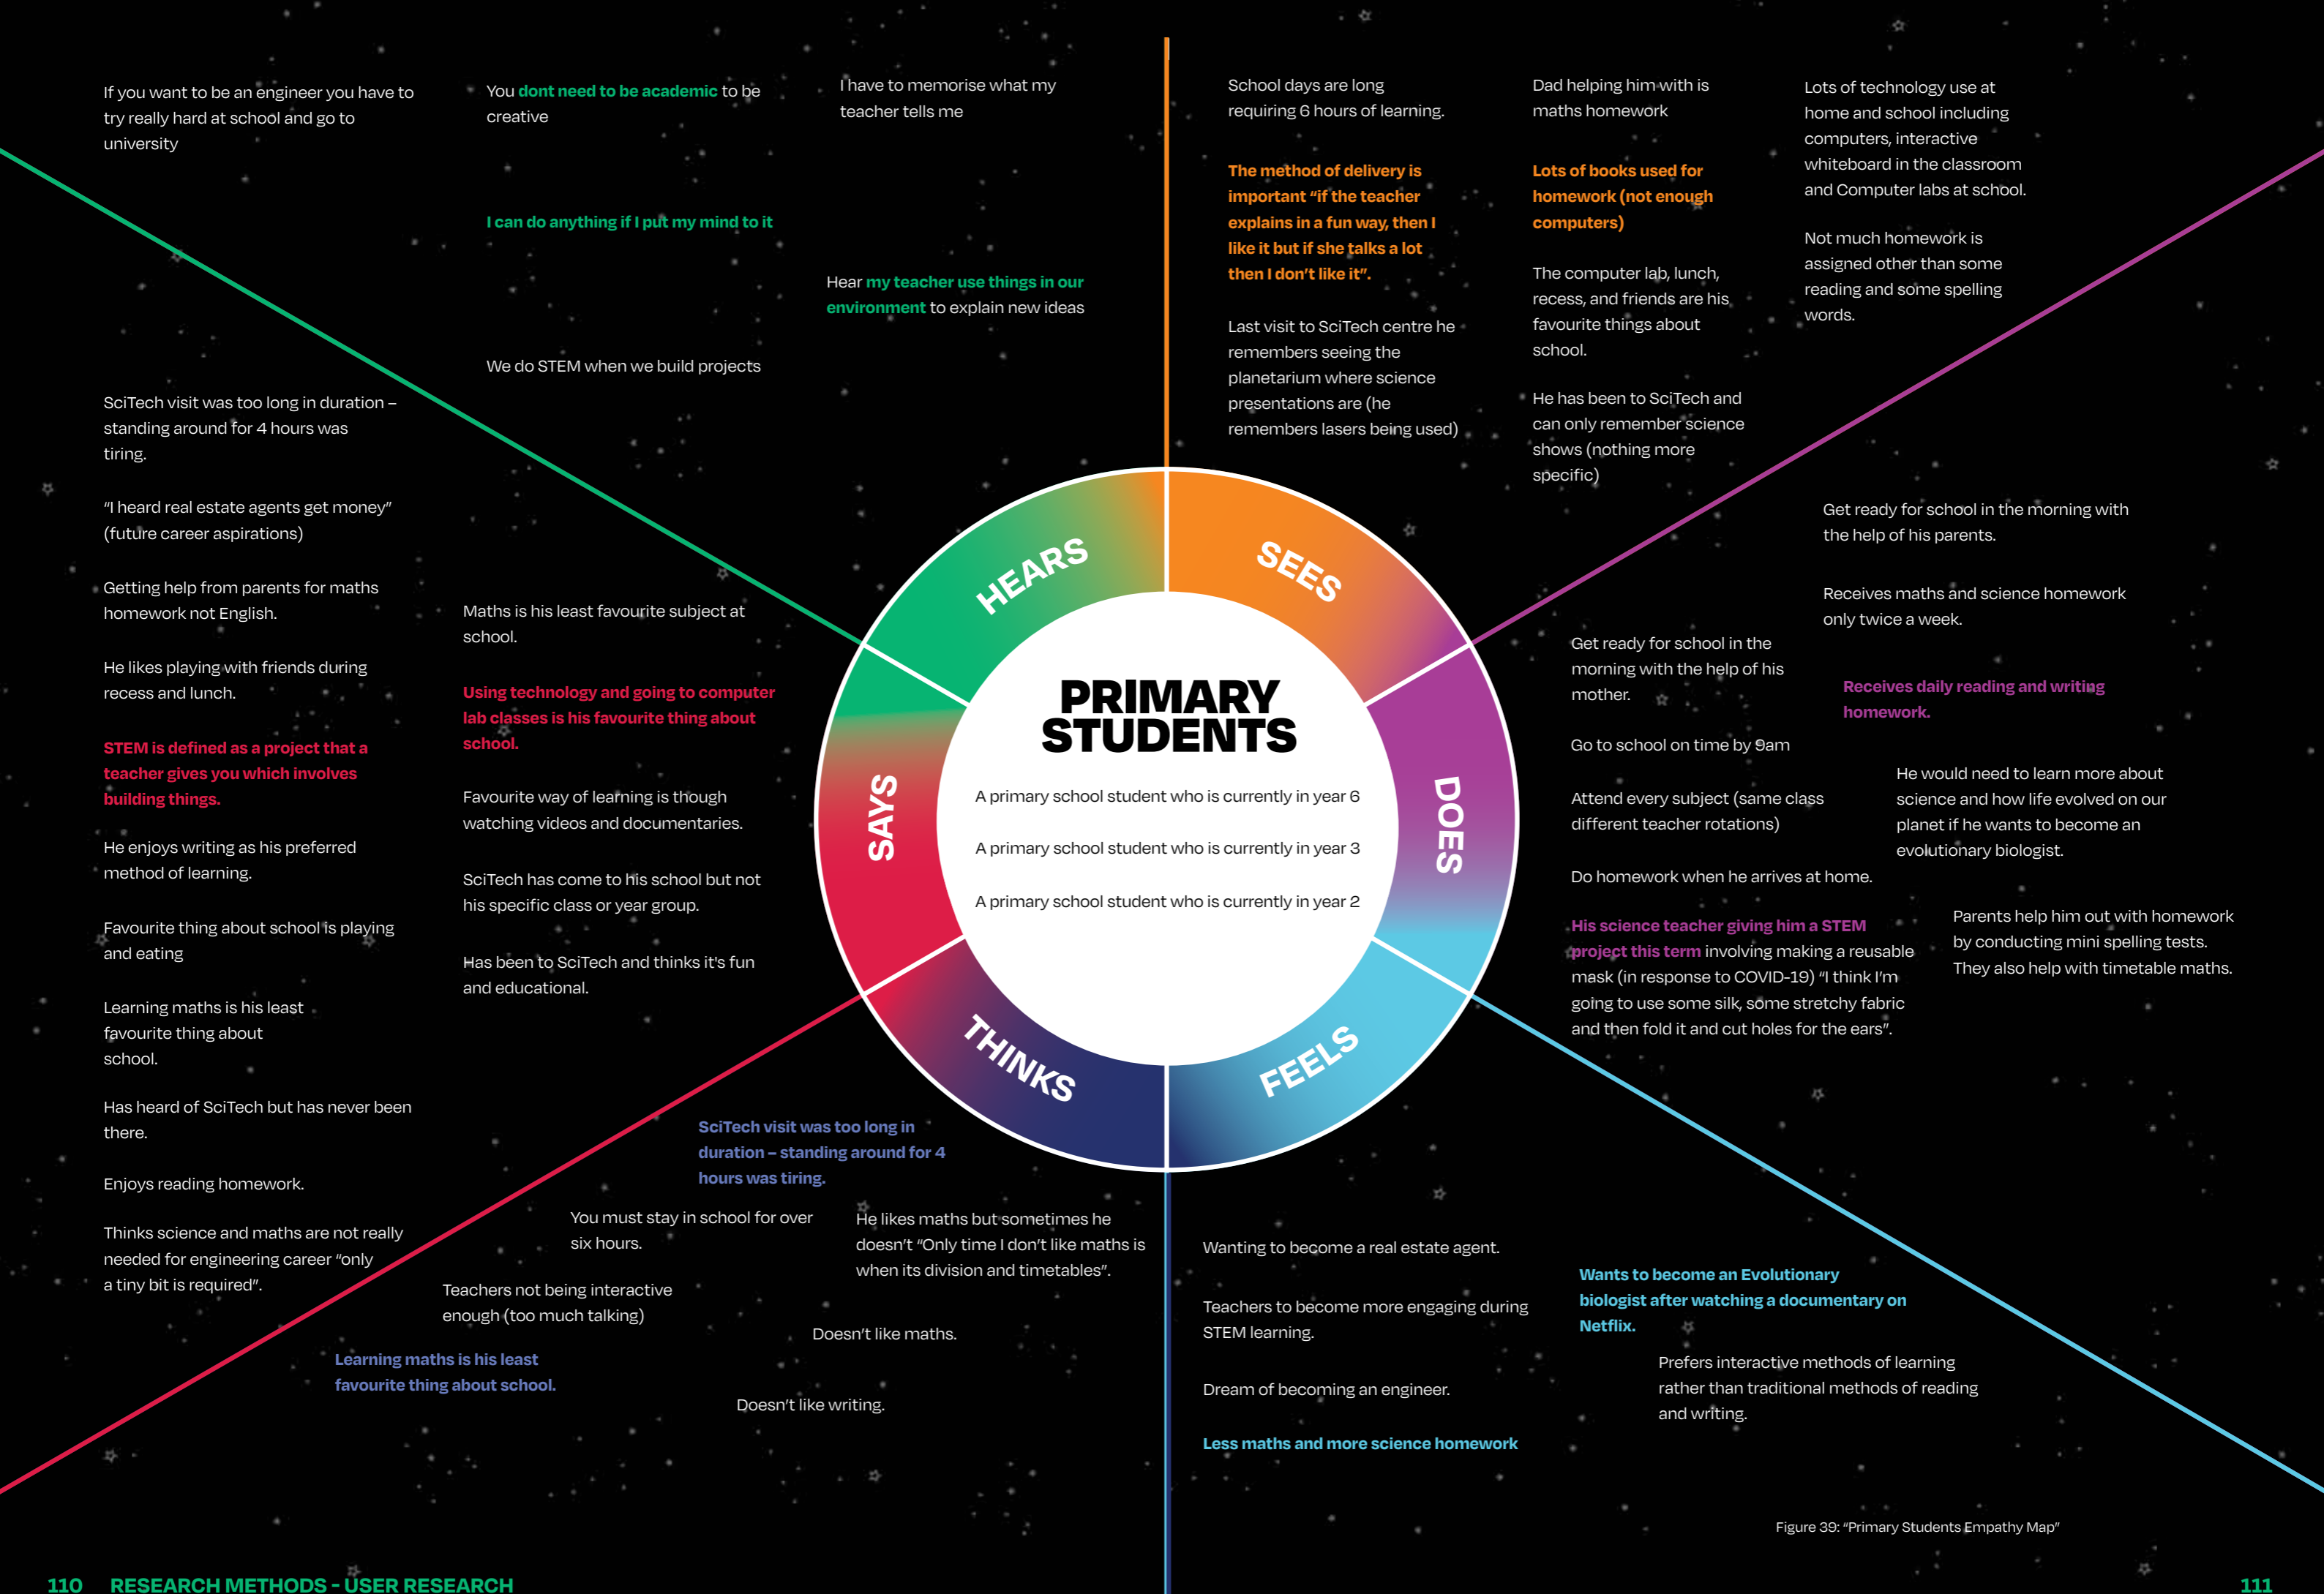 If you want to be an engineer you have to
try really hard at school and go to
university
You dont need to be academic to be
creative
I can do anything if I put my mind to it
We do STEM when we build projects
I have to memorise what my
teacher tells me
Hear my teacher use things in our
environment to explain new ideas
School days are long
requiring 6 hours of learning.
The method of delivery is
important “if the teacher
explains in a fun way, then I
like it but if she talks a lot
then I don’t like it”.
Last visit to SciTech centre he
remembers seeing the
planetarium where science
presentations are (he
remembers lasers being used)
Dad helping him with is
maths homework
Lots of books used for
homework (not enough
computers)
The computer lab, lunch,
recess, and friends are his
favourite things about
school.
He has been to SciTech and
can only remember science
shows (nothing more
specific)
Lots of technology use at
home and school including
computers, interactive
whiteboard in the classroom
and Computer labs at school.
Not much homework is
assigned other than some
reading and some spelling
words.
SciTech visit was too long in duration –
standing around for 4 hours was
tiring.
“I heard real estate agents get money”
(future career aspirations)
Getting help from parents for maths
homework not English.
He likes playing with friends during
recess and lunch.
STEM is defined as a project that a
teacher gives you which involves
building things.
He enjoys writing as his preferred
method of learning.
Favourite thing about school is playing
and eating
Learning maths is his least
favourite thing about
school.
Has heard of SciTech but has never been
there.
Enjoys reading homework.
Thinks science and maths are not really
needed for engineering career “only
a tiny bit is required”.
Maths is his least favourite subject at
school.
Using technology and going to computer
lab classes is his favourite thing about
school.
Favourite way of learning is though
watching videos and documentaries.
SciTech has come to his school but not
his specific class or year group.
Has been to SciTech and thinks it's fun
and educational.
HEARS
SEES
SAYS
DOES
THINKS
FEELS
PRIMARY
STUDENTS
A primary school student who is currently in year 6
A primary school student who is currently in year 3
A primary school student who is currently in year 2
Get ready for school in the
morning with the help of his
mother.
Go to school on time by 9am
Attend every subject (same class
different teacher rotations)
Do homework when he arrives at home.
His science teacher giving him a STEM
project this term involving making a reusable
mask (in response to COVID-19) “I think I’m
going to use some silk, some stretchy fabric
and then fold it and cut holes for the ears”.
Get ready for school in the morning with
the help of his parents.
Receives maths and science homework
only twice a week.
Receives daily reading and writing
homework.
He would need to learn more about
science and how life evolved on our
planet if he wants to become an
evolutionary biologist.
Parents help him out with homework
by conducting mini spelling tests.
They also help with timetable maths.
SciTech visit was too long in
duration – standing around for 4
hours was tiring.
You must stay in school for over
six hours.
He likes maths but sometimes he
doesn’t “Only time I don’t like maths is
when its division and timetables”.
Teachers not being interactive
enough (too much talking)
Doesn’t like maths.
Learning maths is his least
favourite thing about school.
Doesn’t like writing.
Wanting to become a real estate agent.
Teachers to become more engaging during
STEM learning.
Dream of becoming an engineer.
Less maths and more science homework
Wants to become an Evolutionary
biologist after watching a documentary on
Netflix.
Prefers interactive methods of learning
rather than traditional methods of reading
and writing.
Figure 39: “Primary Students Empathy Map”
110 RESEARCH METHODS - USER RESEARCH
111